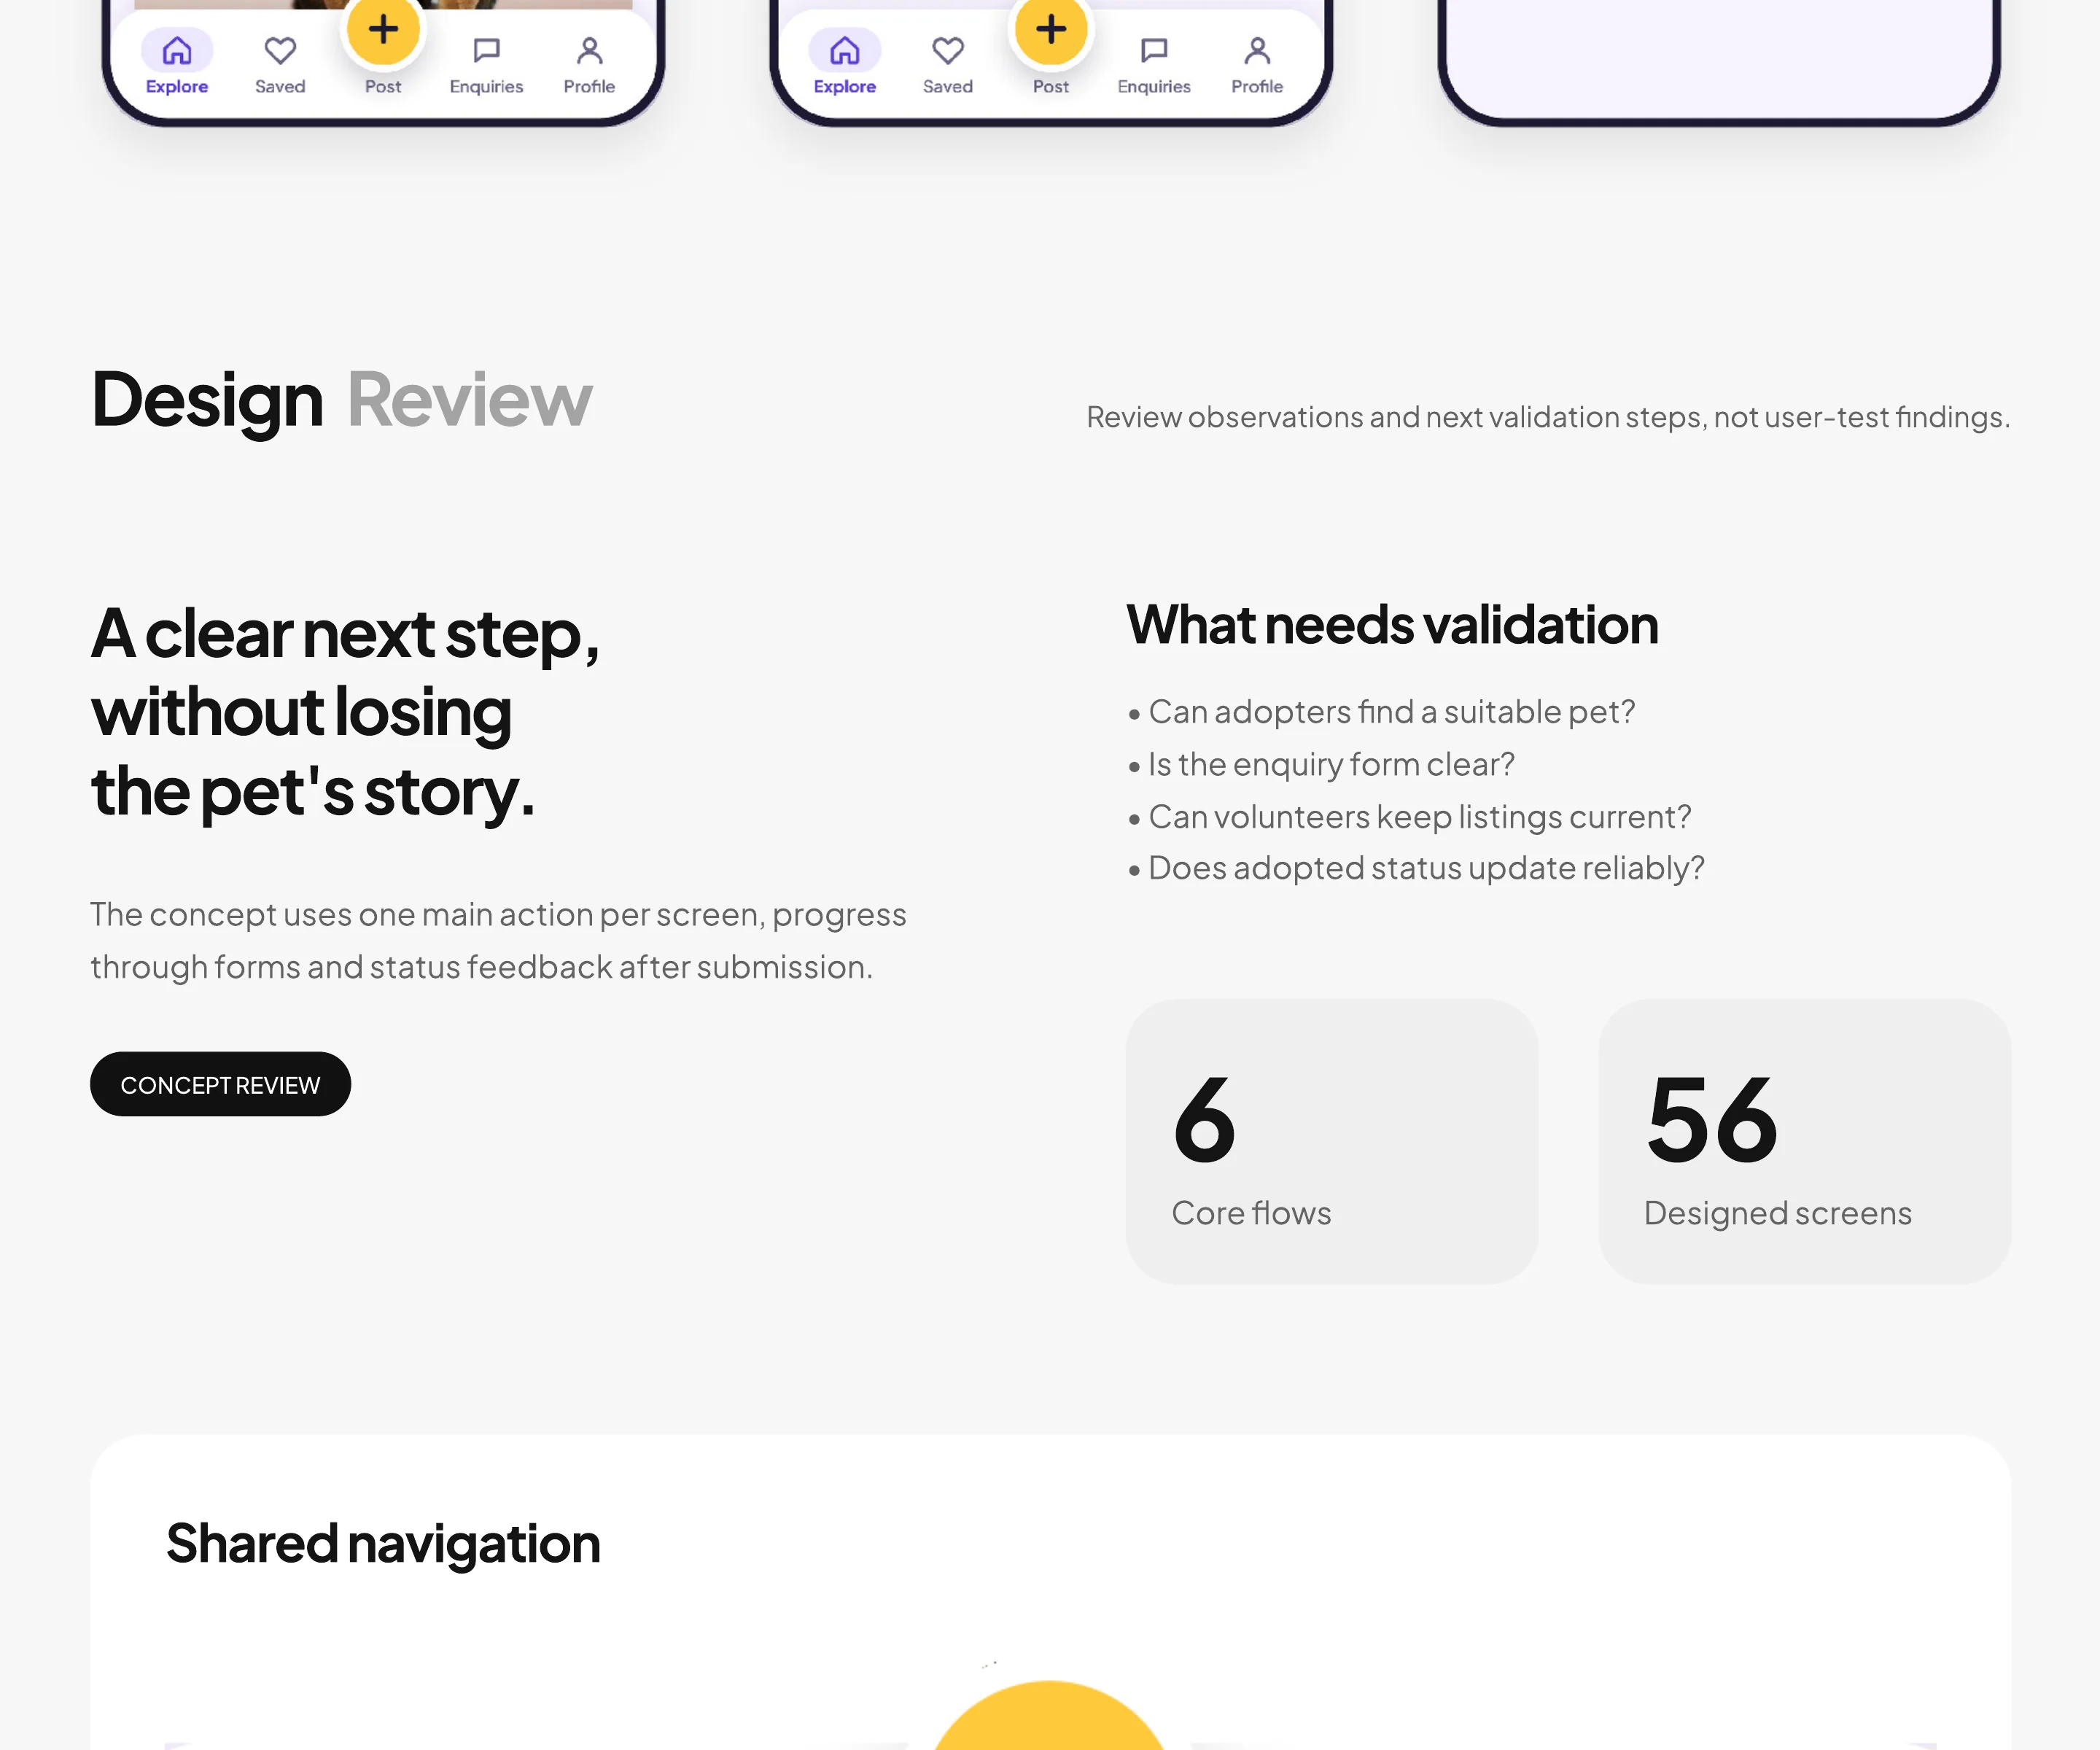 Explore Saved Post Enquiries Profile
Explore Saved Post Enquiries Profile
Design Review
Review observations and next validation steps, not user-test findings.
A clear next step,
without losing
the pet's story.
The concept uses one main action per screen, progress
through forms and status feedback after submission.
CONCEPT REVIEW
What needs validation
• Can adopters find a suitable pet?
• Is the enquiry form clear?
• Can volunteers keep listings current?
• Does adopted status update reliably?
6
Core flows
56
Designed screens
Shared navigation